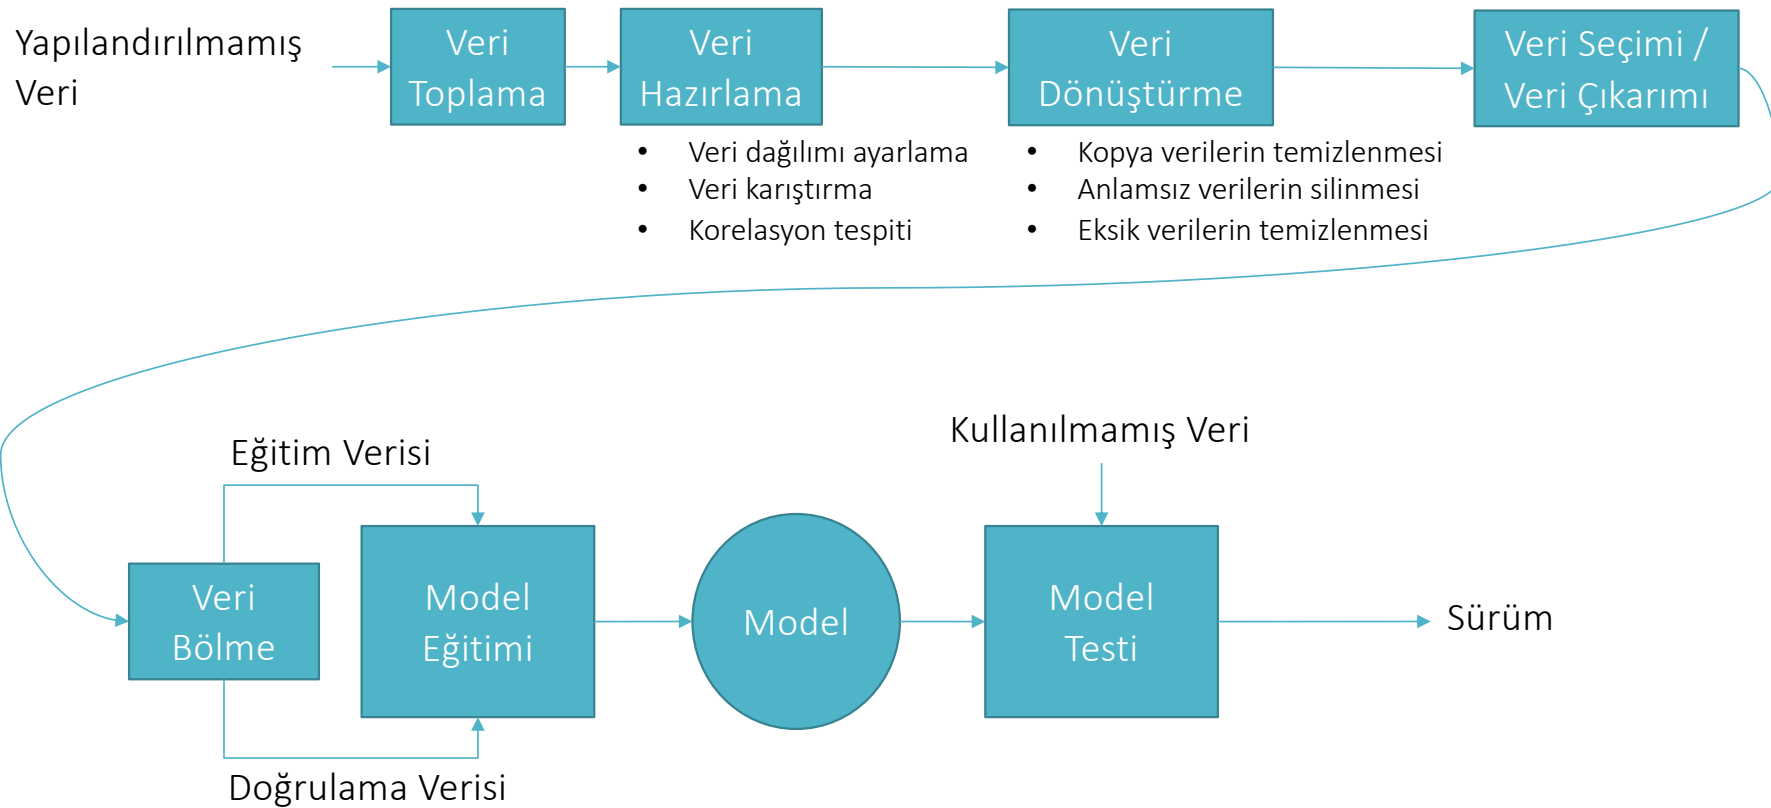 Yapılandırılmamış
Veri
Veri
Toplama
Veri
Hazırlama
• Veri dağılımı ayarlama
• Veri karıştırma
• Korelasyon tespiti
Veri
Dönüştürme
• Kopya verilerin temizlenmesi
• Anlamsız verilerin silinmesi
• Eksik verilerin temizlenmesi
Veri Seçimi /
Veri Çıkarımı
Veri
Bölme
Eğitim Verisi
Doğrulama Verisi
Model
Eğitimi
Model
Kullanılmamış Veri
Model
Testi
Sürüm